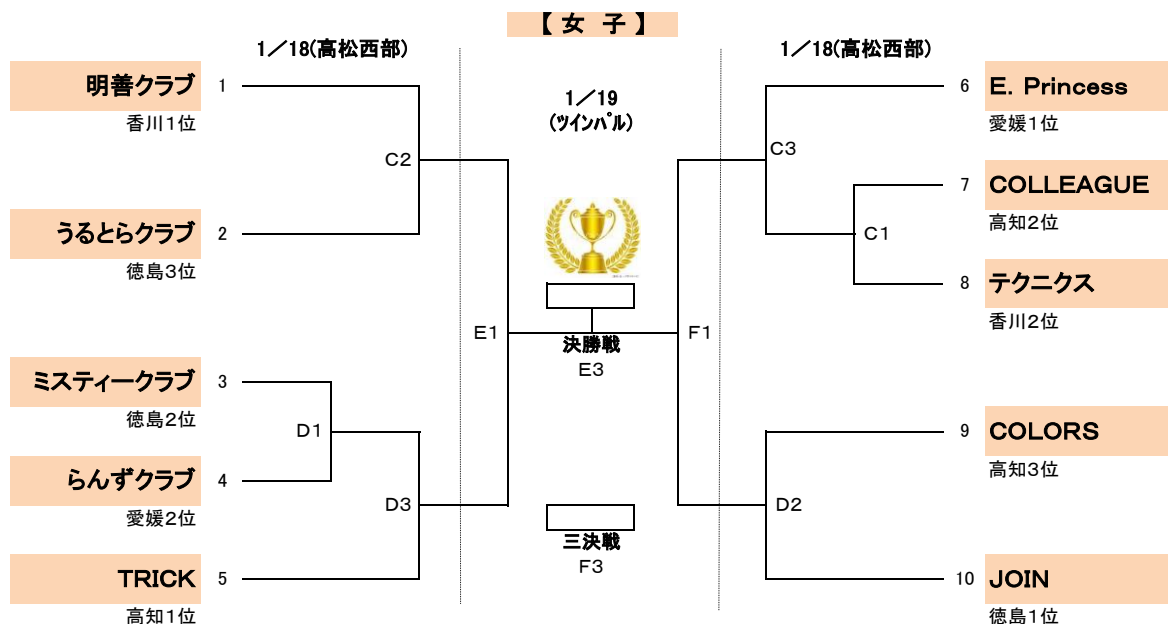 【 女 子 】
1／18(高松西部)
1／18(高松西部)
1／19
(ツインパル)
明善クラブ 1
香川1位
C2
うるとらクラブ 2
徳島3位
ミスティークラブ 3
徳島2位
D1
らんずクラブ 4
愛媛2位
D3
TRICK 5
高知1位
E1
決勝戦
E3
三決戦
F3
F1
6 E. Princess
愛媛1位
C3
7 COLLEAGUE
高知2位
C1
8 テクニクス
香川2位
9 COLORS
高知3位
D2
10 JOIN
徳島1位